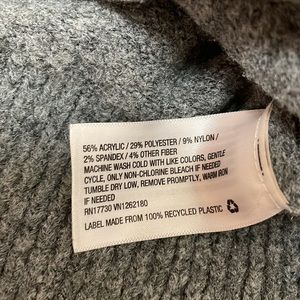 56% ACRYLIC / 29% POLYESTER / 9% NYLON /
2% SPANDEX / 4% OTHER FIBER
MACHINE WASH COLD WITH LIKE COLORS, GENTLE
CYCLE, ONLY NON-CHLORINE BLEACH IF NEEDED
TUMBLE DRY LOW, REMOVE PROMPTLY, WARM IRON
IF NEEDED
RN17730 VN1262180
LABEL MADE FROM 100% RECYCLED PLASTIC